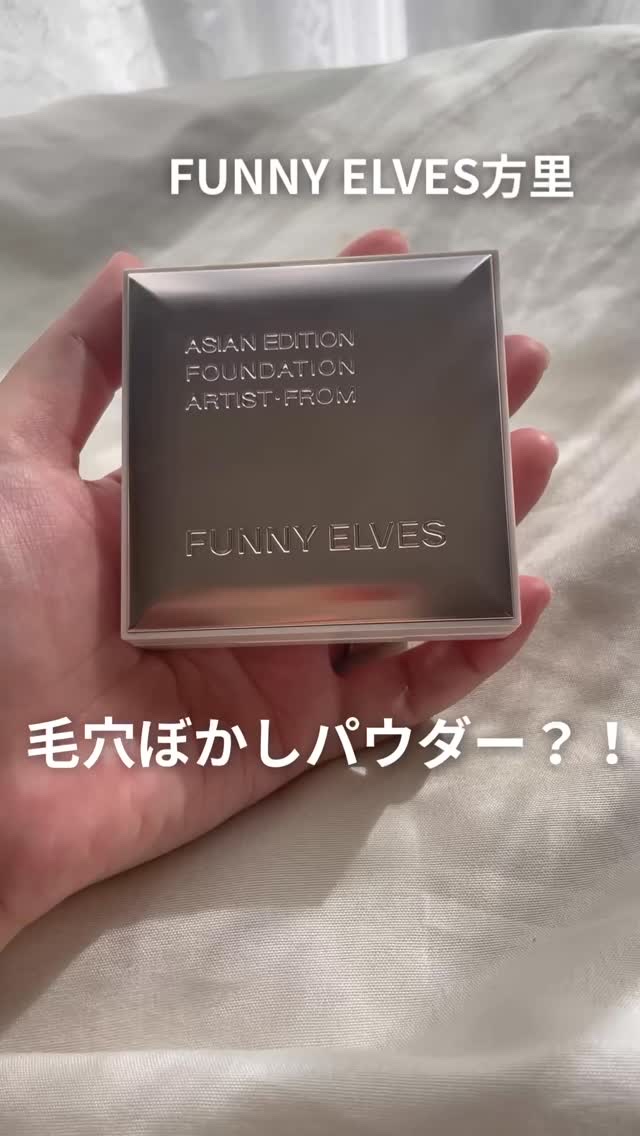 FUNNY ELVES方里
ASIAN EDITION
FOUNDATION
ARTIST·FROM
FUNNY ELVES
毛穴ぼかしパウダー？！